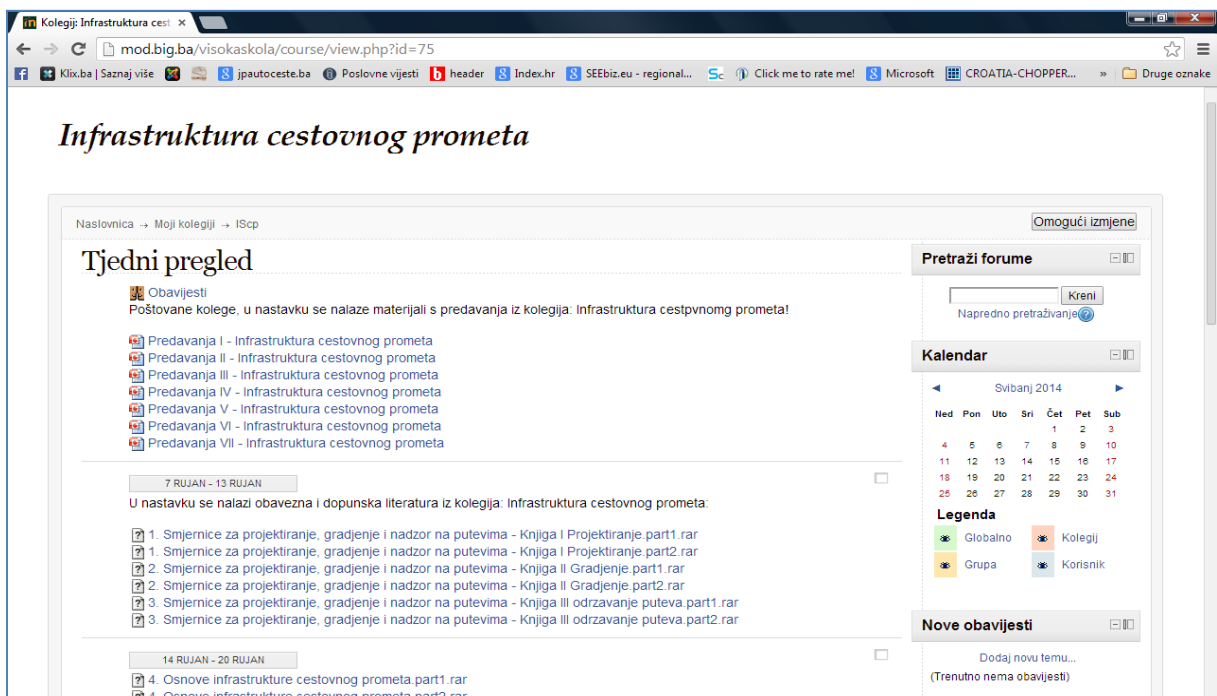 Kolegij: Infrastruktura cest ×
mod.big.ba/visokaskola/course/view.php?id=75
Klix.ba | Saznaj više jpautoceste.ba Poslovne vijesti header Index.hr SEEbiz.eu - regional... Click me to rate me! Microsoft CROATIA-CHOPPER... » Druge oznake
Infrastruktura cestovnog prometa
Naslovnica → Moji kolegiji → IScp
Omogući izmjene
Tjedni pregled
Obavijesti
Poštovane kolege, u nastavku se nalaze materijali s predavanja iz kolegija: Infrastruktura cestpvnomg prometa!
Predavanja I - Infrastruktura cestovnog prometa
Predavanja II - Infrastruktura cestovnog prometa
Predavanja III - Infrastruktura cestovnog prometa
Predavanja IV - Infrastruktura cestovnog prometa
Predavanja V - Infrastruktura cestovnog prometa
Predavanja VI - Infrastruktura cestovnog prometa
Predavanja VII - Infrastruktura cestovnog prometa
7 RUJAN - 13 RUJAN
U nastavku se nalazi obavezna i dopunska literatura iz kolegija: Infrastruktura cestovnog prometa:
1. Smjernice za projektiranje, gradjenje i nadzor na putevima - Knjiga I Projektiranje.part1.rar
1. Smjernice za projektiranje, gradjenje i nadzor na putevima - Knjiga I Projektiranje.part2.rar
2. Smjernice za projektiranje, gradjenje i nadzor na putevima - Knjiga II Gradjenje.part1.rar
2. Smjernice za projektiranje, gradjenje i nadzor na putevima - Knjiga II Gradjenje.part2.rar
3. Smjernice za projektiranje, gradjenje i nadzor na putevima - Knjiga III odrzavanje puteva.part1.rar
3. Smjernice za projektiranje, gradjenje i nadzor na putevima - Knjiga III odrzavanje puteva.part2.rar
14 RUJAN - 20 RUJAN
4. Osnove infrastrukture cestovnog prometa.part1.rar
4. Osnove infrastrukture cestovnog prometa.part2.rar
Pretraži forume
Kreni
Napredno pretraživanje
Kalendar
◄ Svibanj 2014 ►
Ned Pon Uto Sri Čet Pet Sub
1 2 3
4 5 6 7 8 9 10
11 12 13 14 15 16 17
18 19 20 21 22 23 24
25 26 27 28 29 30 31
Legenda
Globalno Kolegij
Grupa Korisnik
Nove obavijesti
Dodaj novu temu...
(Trenutno nema obavijesti)